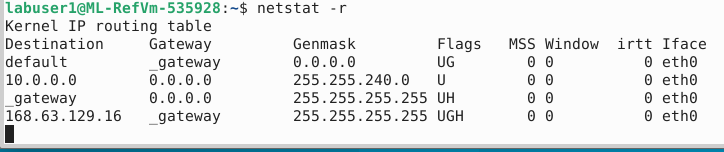 labuser1@ML-RefVm-535928:~$ netstat -r
Kernel IP routing table
Destination     Gateway         Genmask         Flags   MSS Window  irtt Iface
default         _gateway        0.0.0.0         UG        0 0          0 eth0
10.0.0.0        0.0.0.0         255.255.240.0   U         0 0          0 eth0
_gateway        0.0.0.0         255.255.255.255 UH        0 0          0 eth0
168.63.129.16   _gateway        255.255.255.255 UGH       0 0          0 eth0